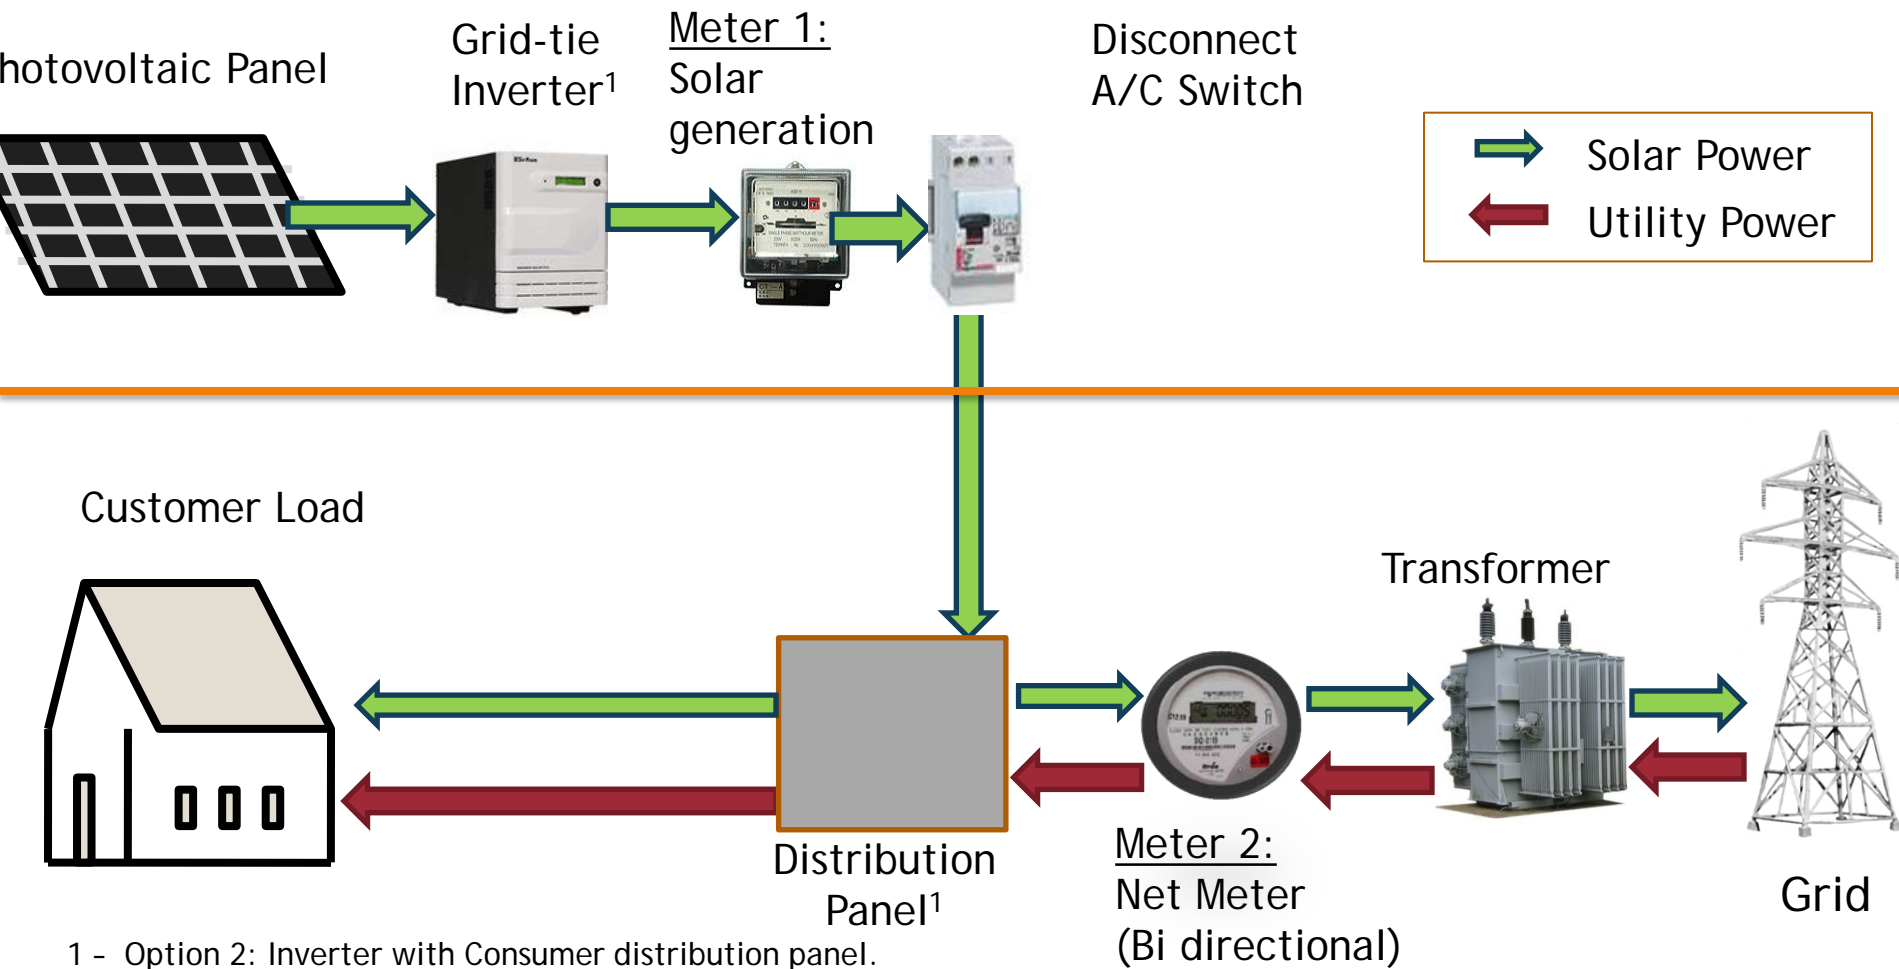 hotovoltaic Panel
Grid-tie
Inverter¹
Meter 1:
Solar
generation
Disconnect
A/C Switch
Solar Power
Utility Power
Customer Load
Transformer
Distribution
Panel¹
Meter 2:
Net Meter
(Bi directional)
Grid
1 – Option 2: Inverter with Consumer distribution panel.